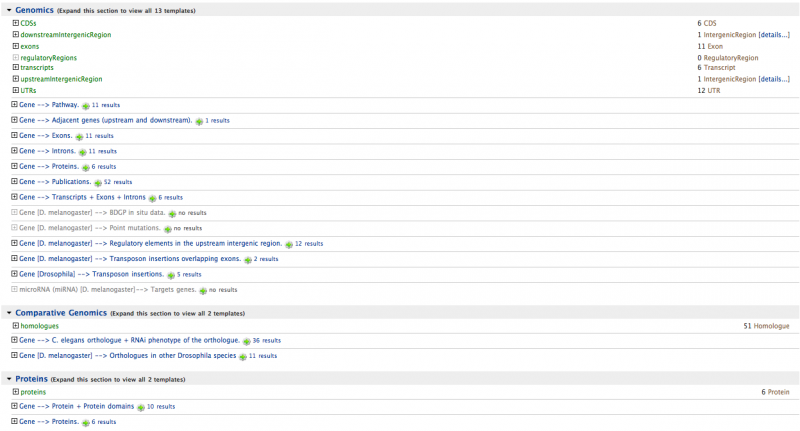 Genomics (Expand this section to view all 13 templates)
CDSs 6 CDS
downstreamIntergenicRegion 1 IntergenicRegion [details...]
exons 11 Exon
regulatoryRegions 0 RegulatoryRegion
transcripts 6 Transcript
upstreamIntergenicRegion 1 IntergenicRegion [details...]
UTRs 12 UTR
Gene --> Pathway. 11 results
Gene --> Adjacent genes (upstream and downstream). 1 results
Gene --> Exons. 11 results
Gene --> Introns. 11 results
Gene --> Proteins. 6 results
Gene --> Publications. 52 results
Gene --> Transcripts + Exons + Introns 6 results
Gene [D. melanogaster] --> BDGP in situ data. no results
Gene [D. melanogaster] --> Point mutations. no results
Gene [D. melanogaster] --> Regulatory elements in the upstream intergenic region. 12 results
Gene [D. melanogaster] --> Transposon insertions overlapping exons. 2 results
Gene [Drosophila] --> Transposon insertions. 5 results
microRNA (miRNA) [D. melanogaster]--> Targets genes. no results
Comparative Genomics (Expand this section to view all 2 templates)
homologues 51 Homologue
Gene --> C. elegans orthologue + RNAi phenotype of the orthologue. 36 results
Gene [D. melanogaster] --> Orthologues in other Drosophila species 11 results
Proteins (Expand this section to view all 2 templates)
proteins 6 Protein
Gene --> Protein + Protein domains 10 results
Gene --> Proteins. 6 results